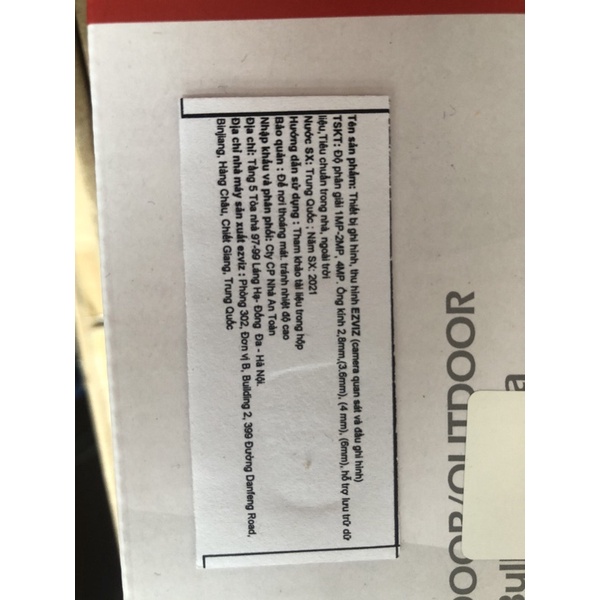 Tên sản phẩm: Thiết bị ghi hình, thu hình EZVIZ (camera quan sát và đầu ghi hình)
TSKT: Độ phân giải 1MP-2MP, 4MP. Ống kính 2,8mm,(3.6mm), (4 mm), (6mm), hỗ trợ lưu trữ dữ
liệu,Tiêu chuẩn trong nhà, ngoài trời
Nước SX: Trung Quốc ; Năm SX: 2021
Hướng dẫn sử dụng : Tham khảo tài liệu trong hộp
Bảo quản : Để nơi thoáng mát. tránh nhiệt độ cao
Nhập khẩu và phân phối: Cty CP Nhà An Toàn
Địa chỉ: Tầng 5 Tòa nhà 97-99 Láng Hạ- Đống Đa - Hà Nội.
Địa chỉ nhà máy sản xuất ezviz : Phòng 302, Đơn vị B, Building 2, 399 Đường Danfeng Road,
Binjiang, Hàng Châu, Chiết Giang, Trung Quốc
OOR/OUTDOOR